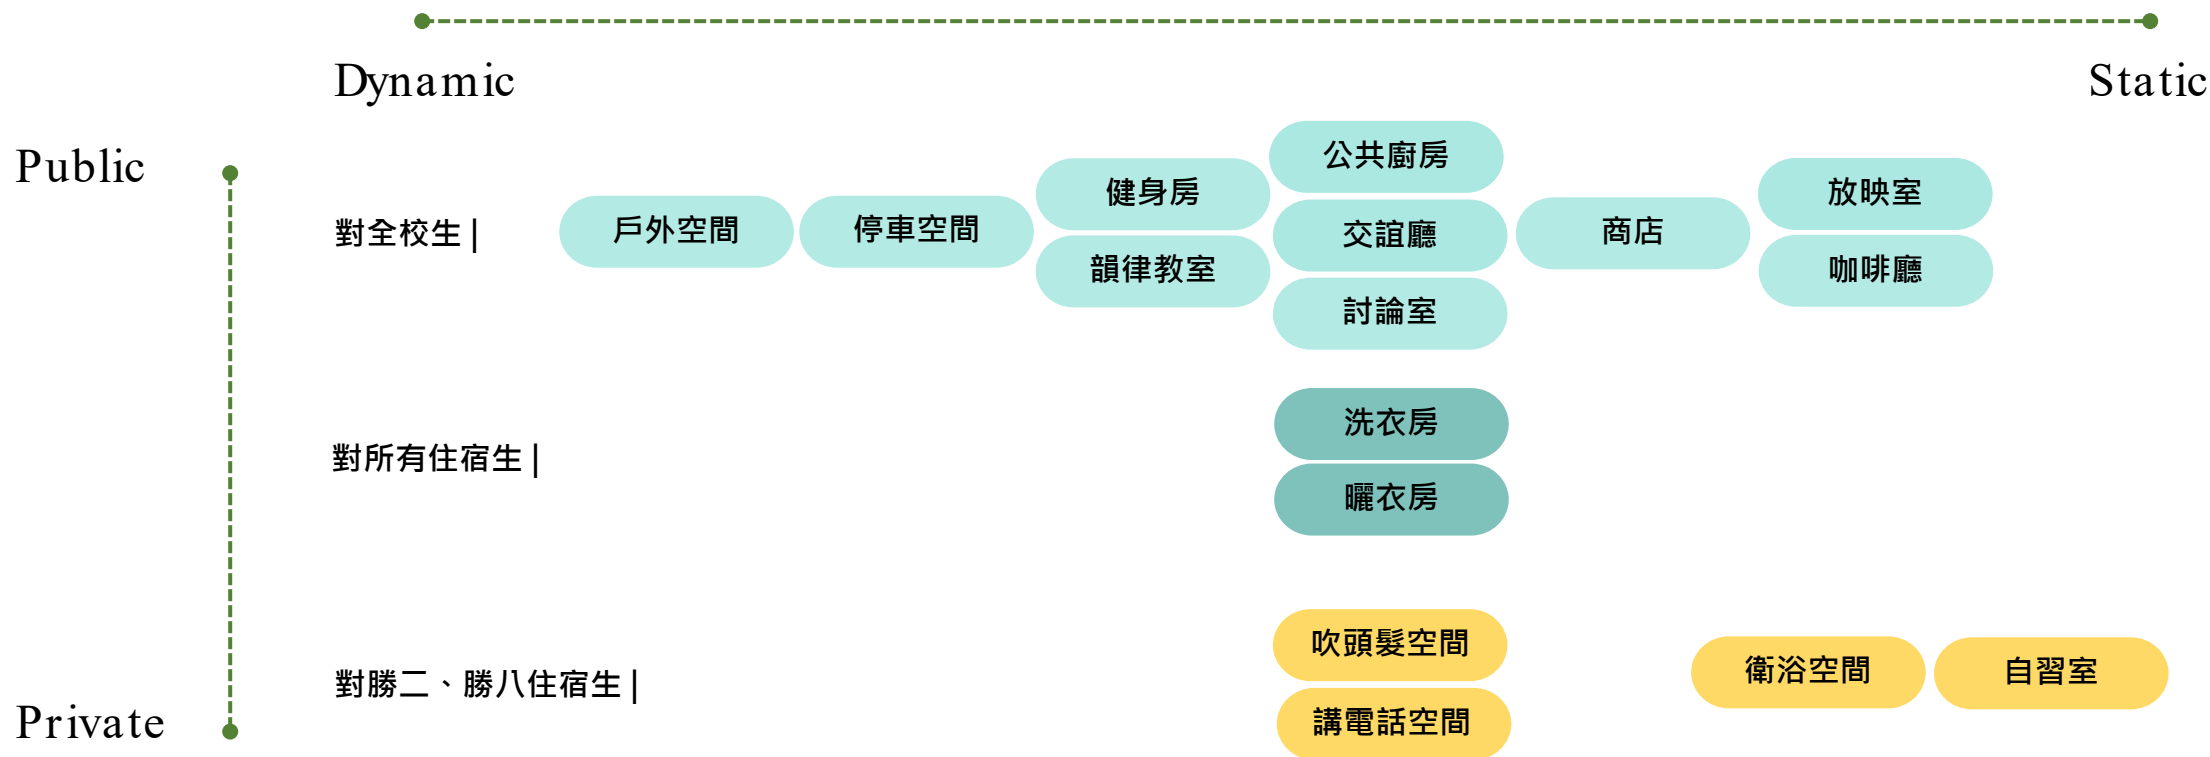 Dynamic
Static
Public
對全校生 |
戶外空間
停車空間
健身房
韻律教室
公共廚房
交誼廳
討論室
商店
放映室
咖啡廳
對所有住宿生 |
洗衣房
曬衣房
對勝二、勝八住宿生 |
吹頭髮空間
講電話空間
衛浴空間
自習室
Private